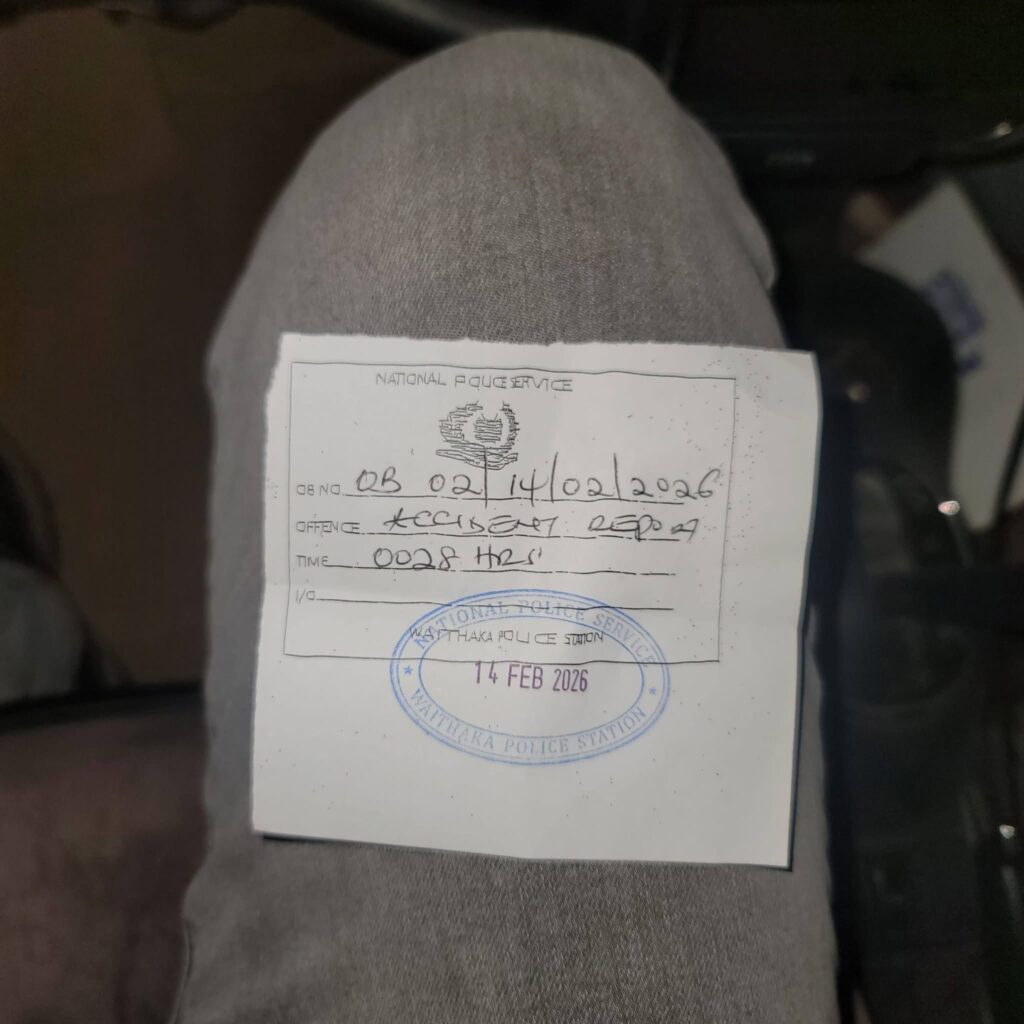 NATIONAL POLICE SERVICE
OB NO. OB 02/14/02/2026
OFFENCE ACCIDENT REPORT
TIME 0028 HRS
I/O
WAITHAKA POLICE STATION
NATIONAL POLICE SERVICE
14 FEB 2026
WAITHAKA POLICE STATION